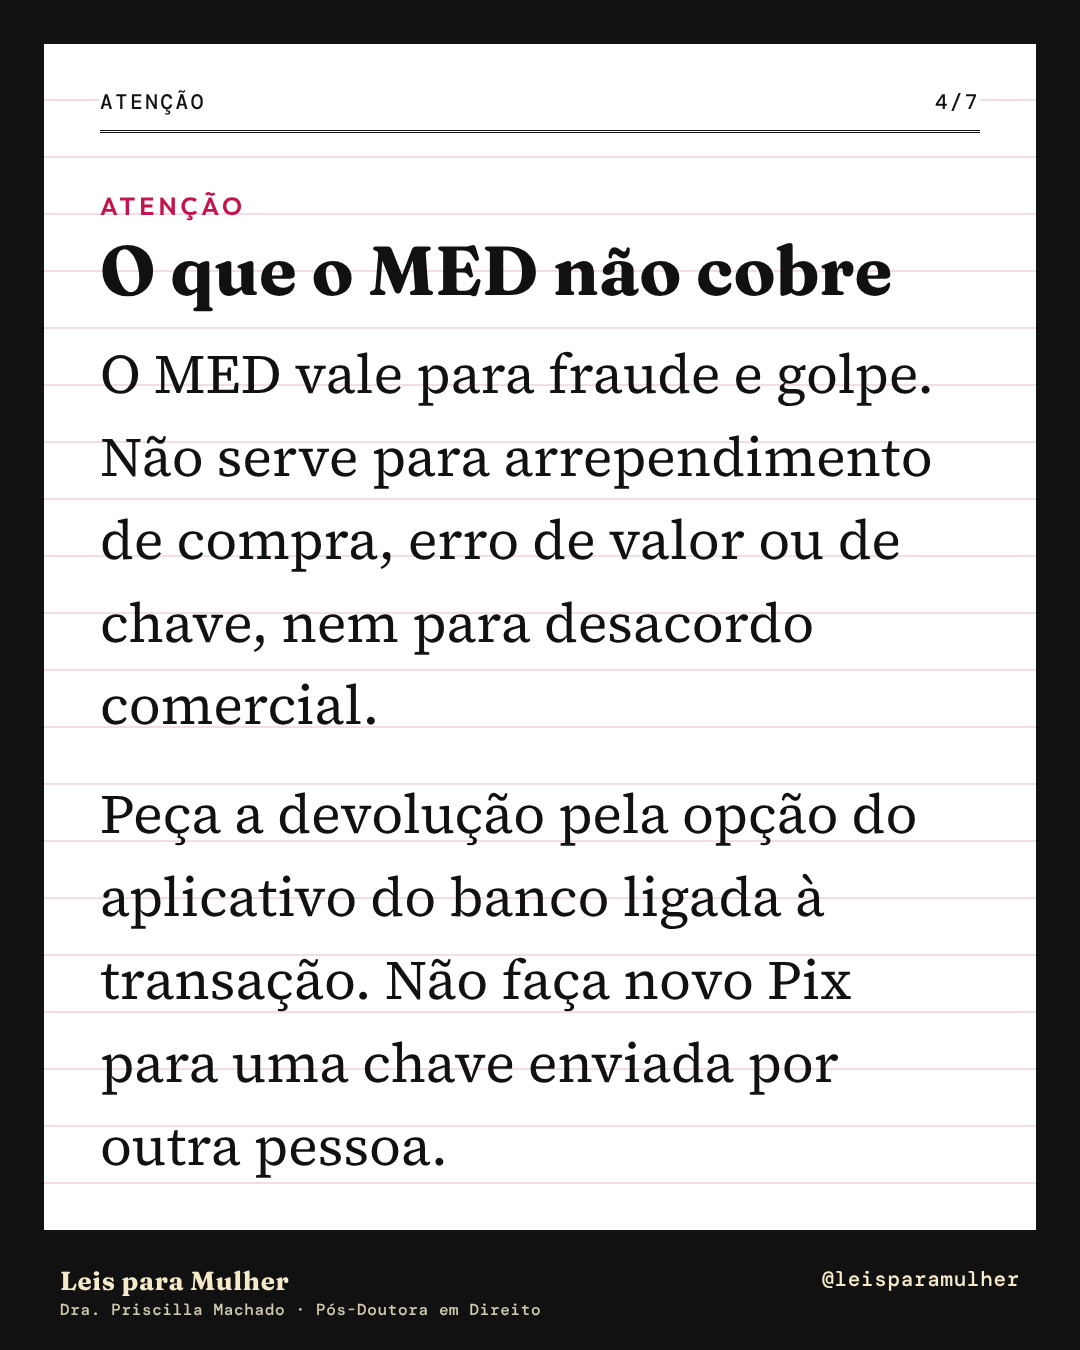 ATENÇÃO
4/7
ATENÇÃO
O que o MED não cobre
O MED vale para fraude e golpe.
Não serve para arrependimento
de compra, erro de valor ou de
chave, nem para desacordo
comercial.
Peça a devolução pela opção do
aplicativo do banco ligada à
transação. Não faça novo Pix
para uma chave enviada por
outra pessoa.
Leis para Mulher
@leisparamulher
Dra. Priscilla Machado · Pós-Doutora em Direito